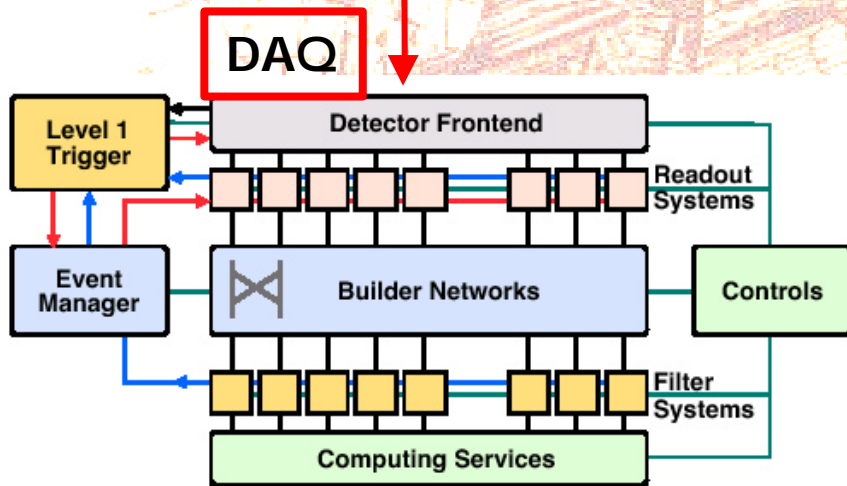 DAQ
Level 1
Trigger
Detector Frontend
Readout
Systems
Event
Manager
Builder Networks
Controls
Filter
Systems
Computing Services